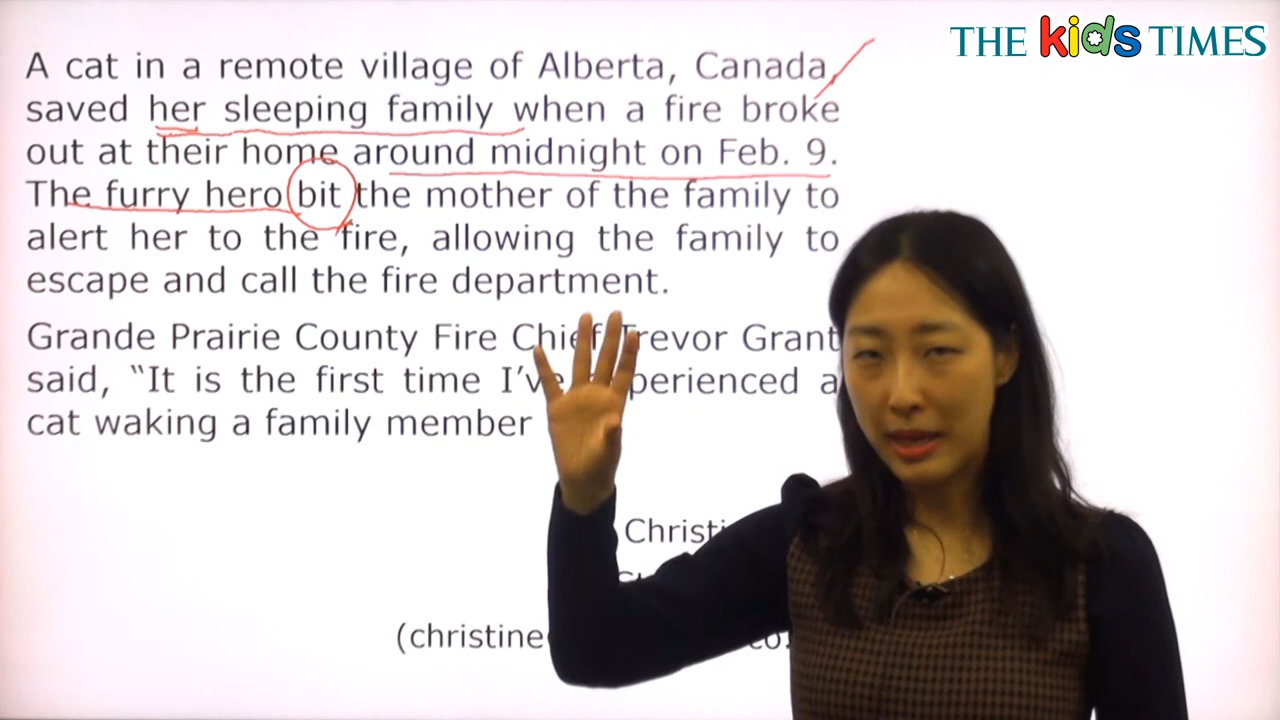 THE kids TIMES
A cat in a remote village of Alberta, Canada,
saved her sleeping family when a fire broke
out at their home around midnight on Feb. 9.
The furry hero bit the mother of the family to
alert her to the fire, allowing the family to
escape and call the fire department.
Grande Prairie County Fire Chief Trevor Grant
said, “It is the first time I’ve a
cat waking a family member
(christine